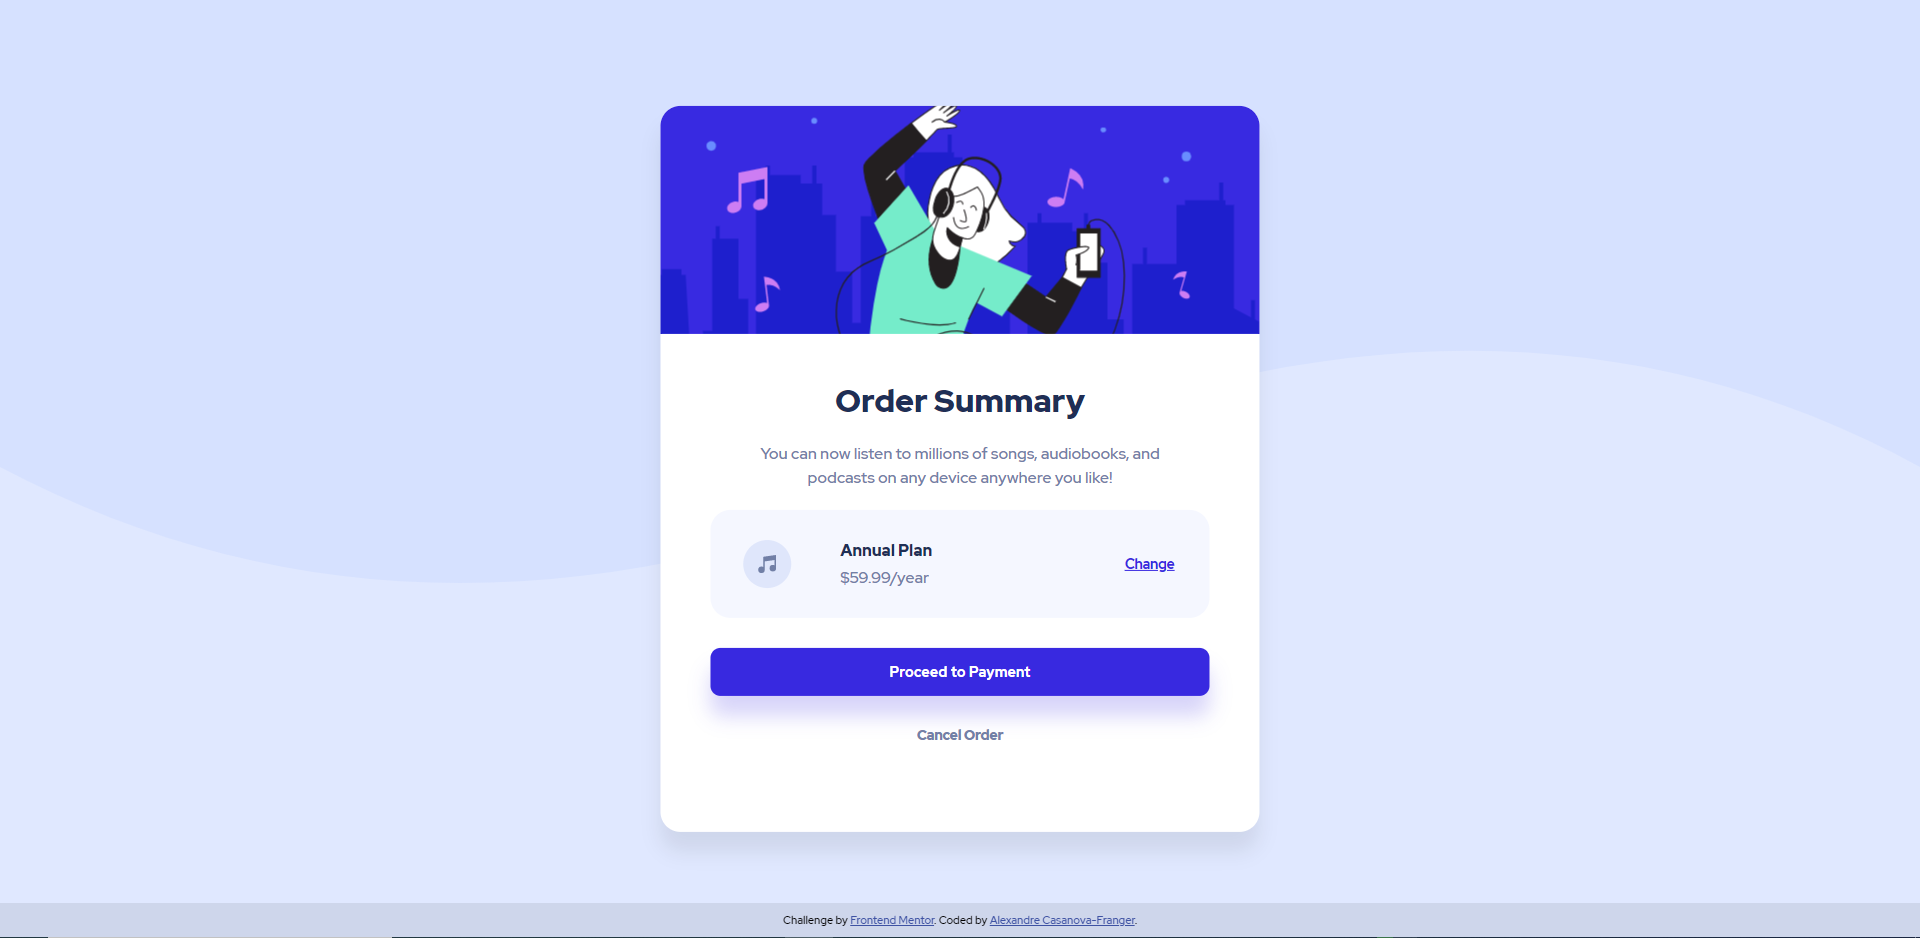 Order Summary
You can now listen to millions of songs, audiobooks, and
podcasts on any device anywhere you like!
Annual Plan
$59.99/year
Change
Proceed to Payment
Cancel Order
Challenge by Frontend Mentor. Coded by Alexandre Casanova-Franger.